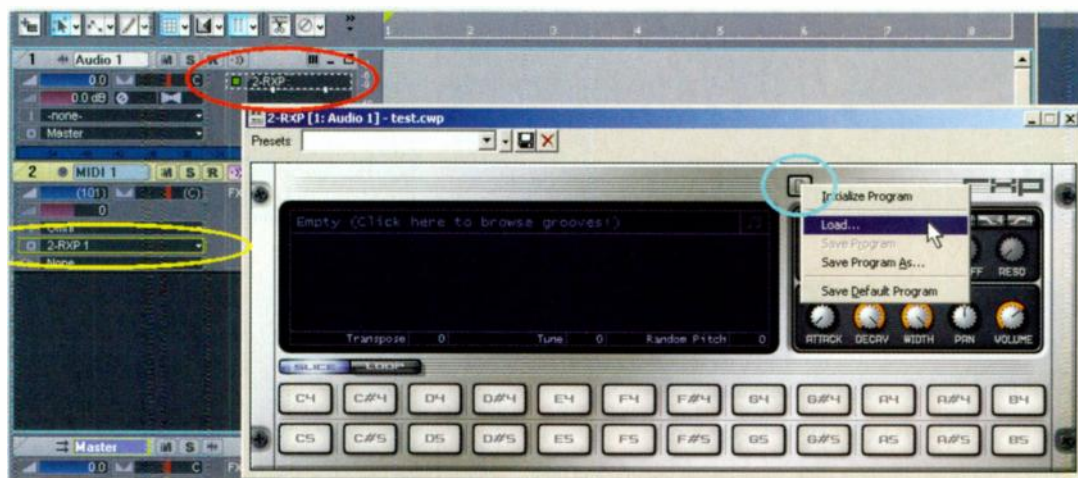 1 2 3 4 5 6 7 8
1 Audio 1 M S R
0.0 C
2-RXP
0.0 dB
-none-
Master
2 MIDI 1 M S R
(101) (C) FX
0
Omni
2-RXP 1
None
Master M S
0.0 C FX
2-RXP [1: Audio 1] - test.cwp
Presets
RXP
Empty (Click here to browse grooves!)
Transpose 0 Tune 0 Random Pitch 0
Initialize Program
Load...
Save Program
Save Program As...
Save Default Program
RESO
ATTACK DECAY WIDTH PAN VOLUME
SLICE LOOP
C4 C#4 D4 D#4 E4 F4 F#4 G4 G#4 A4 A#4 B4
C5 C#5 D5 D#5 E5 F5 F#5 G5 G#5 A5 A#5 B5